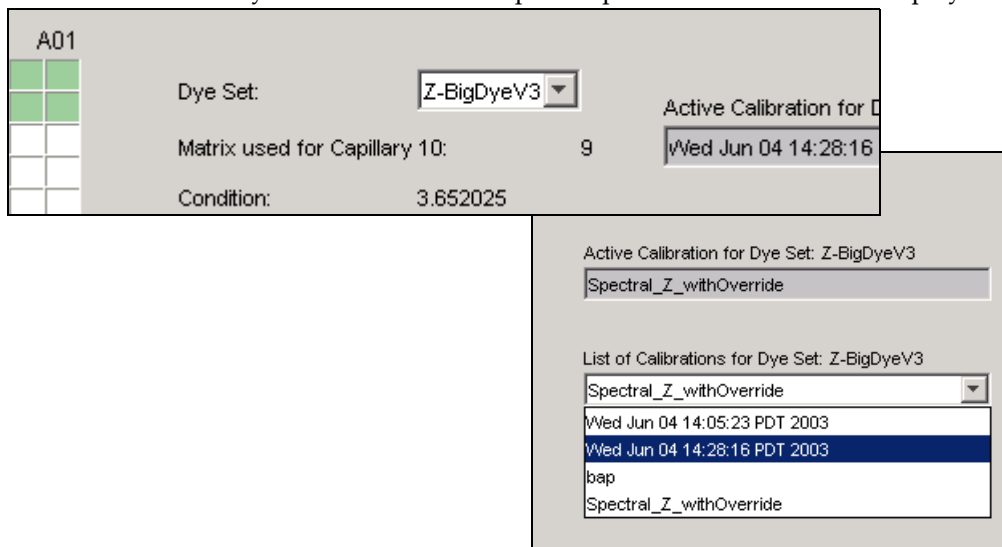 A01
Dye Set: Z-BigDyeV3
Active Calibration for D
Matrix used for Capillary 10: 9
Wed Jun 04 14:28:16
Condition: 3.652025
Active Calibration for Dye Set: Z-BigDyeV3
Spectral_Z_withOverride
List of Calibrations for Dye Set: Z-BigDyeV3
Spectral_Z_withOverride
Wed Jun 04 14:05:23 PDT 2003
Wed Jun 04 14:28:16 PDT 2003
bap
Spectral_Z_withOverride